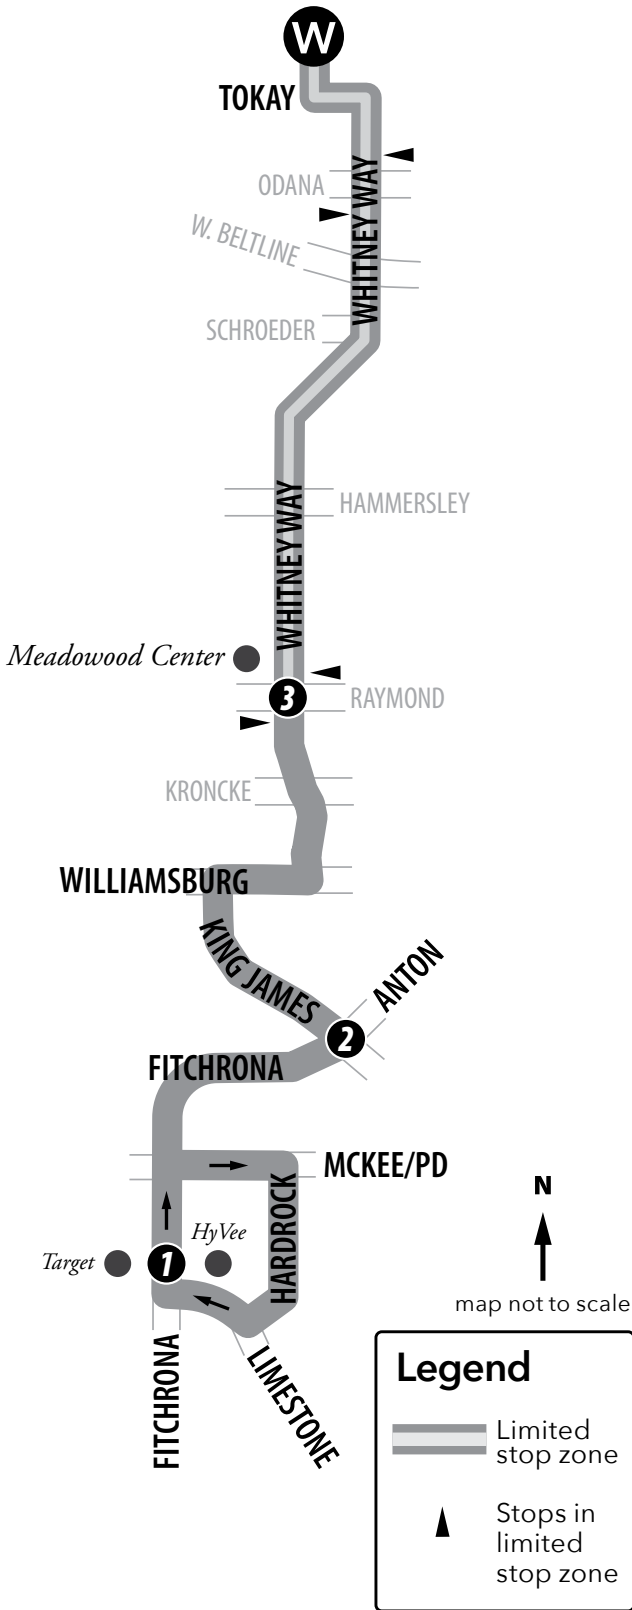 W
TOKAY
WHITNEY WAY
ODANA
W. BELTLINE
SCHROEDER
WHITNEY WAY
HAMMERSLEY
Meadowood Center
3
RAYMOND
KRONCKE
WILLIAMSBURG
KING JAMES
ANTON
2
FITCHRONA
MCKEE/PD
HARDROCK
HyVee
Target
1
FITCHRONA
LIMESTONE
N
map not to scale
Legend
Limited
stop zone
Stops in
limited
stop zone